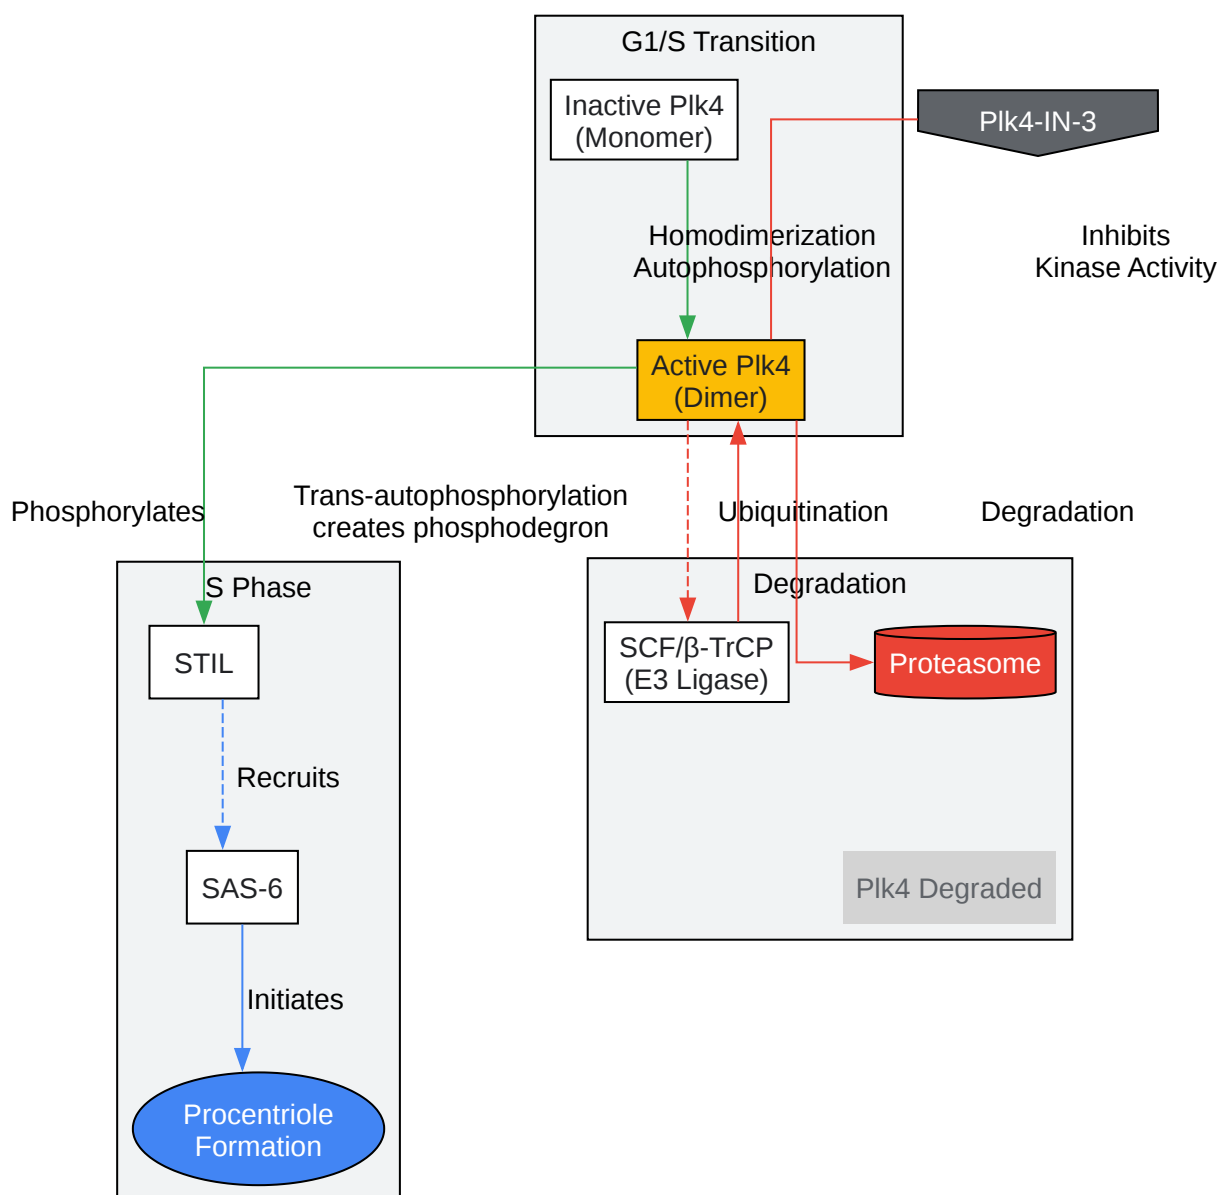 G1/S Transition
Inactive Plk4
(Monomer)
Plk4-IN-3
Homodimerization
Autophosphorylation
Inhibits
Kinase Activity
Active Plk4
(Dimer)
Phosphorylates
Trans-autophosphorylation
creates phosphodegron
Ubiquitination
Degradation
S Phase
Degradation
STIL
SCF/β-TrCP
(E3 Ligase)
Proteasome
Recruits
SAS-6
Plk4 Degraded
Initiates
Procentriole
Formation